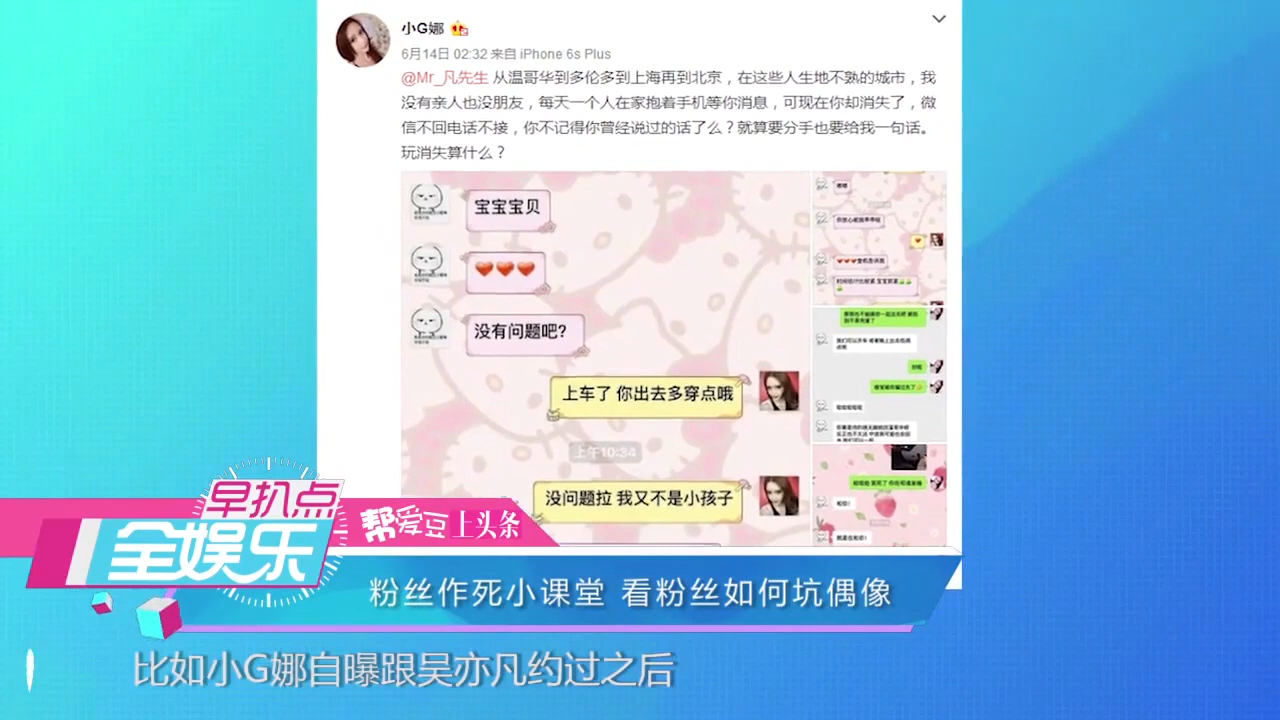 小G娜
6月14日 02:32 来自 iPhone 6s Plus
@Mr_凡先生 从温哥华到多伦多到上海再到北京，在这些人生地不熟的城市，我
没有亲人也没朋友，每天一个人在家抱着手机等你消息，可现在你却消失了，微
信不回电话不接，你不记得你曾经说过的话了么？就算要分手也要给我一句话。
玩消失算什么？
宝宝宝贝
没有问题吧?
上车了 你出去多穿点哦
上午10:34
没问题拉 我又不是小孩子
早扒点
全娱乐
帮爱豆上头条
粉丝作死小课堂 看粉丝如何坑偶像
比如小G娜自曝跟吴亦凡约过之后